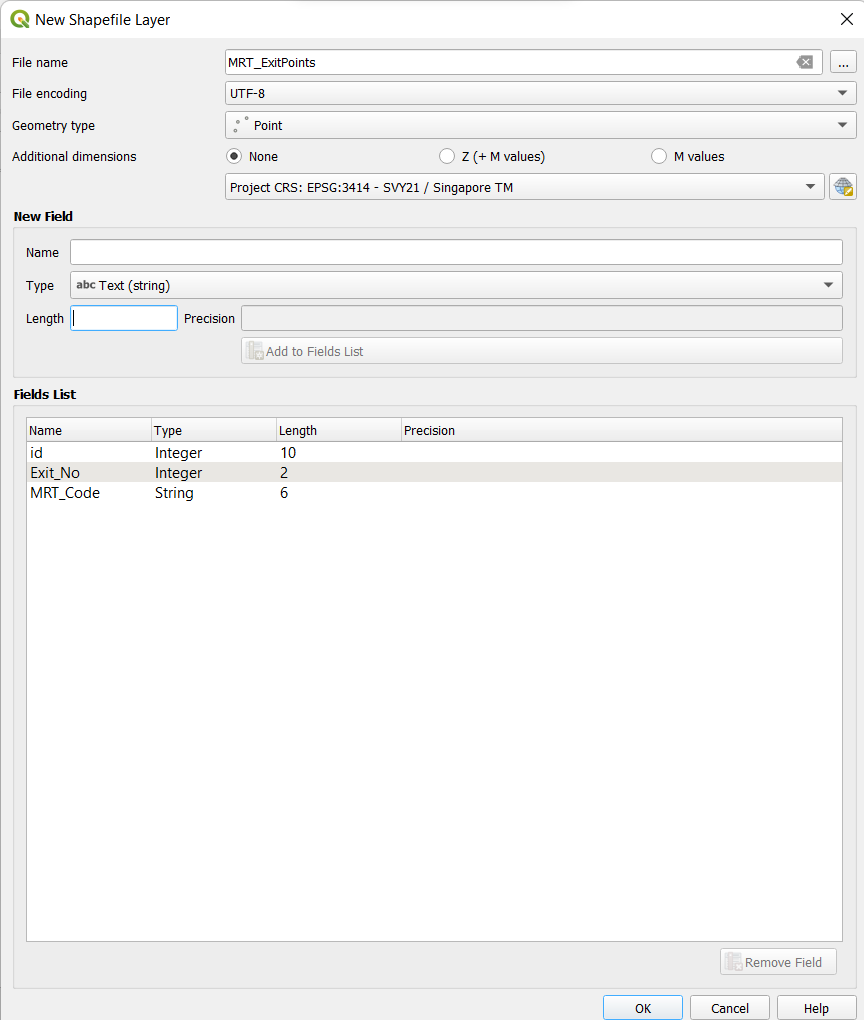 New Shapefile Layer
File name MRT_ExitPoints ...
File encoding UTF-8
Geometry type Point
Additional dimensions None Z (+ M values) M values
Project CRS: EPSG:3414 - SVY21 / Singapore TM
New Field
Name
Type abc Text (string)
Length Precision
Add to Fields List
Fields List
Name Type Length Precision
id Integer 10
Exit_No Integer 2
MRT_Code String 6
Remove Field
OK Cancel Help